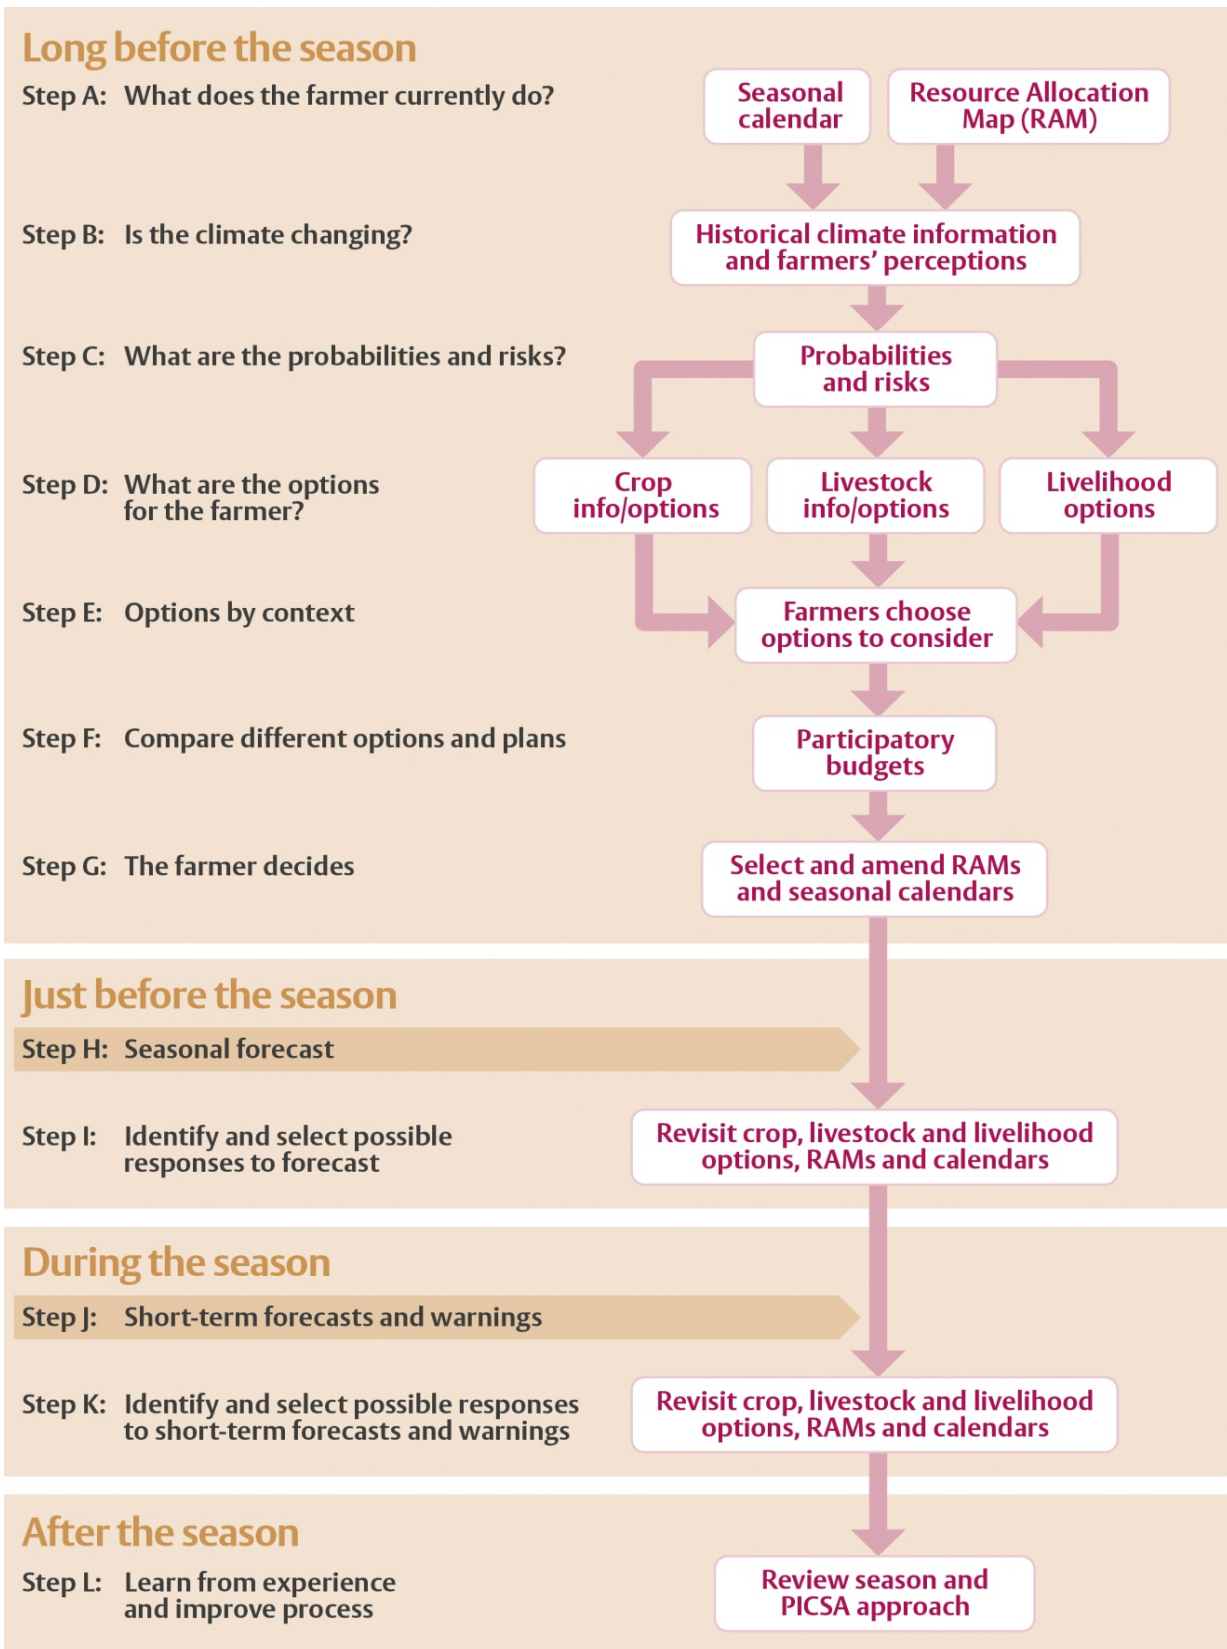 Long before the season
Step A: What does the farmer currently do?
Seasonal
calendar
Resource Allocation
Map (RAM)
Step B: Is the climate changing?
Historical climate information
and farmers’ perceptions
Step C: What are the probabilities and risks?
Probabilities
and risks
Step D: What are the options
for the farmer?
Crop
info/options
Livestock
info/options
Livelihood
options
Step E: Options by context
Farmers choose
options to consider
Step F: Compare different options and plans
Participatory
budgets
Step G: The farmer decides
Select and amend RAMs
and seasonal calendars
Just before the season
Step H: Seasonal forecast
Step I: Identify and select possible
responses to forecast
Revisit crop, livestock and livelihood
options, RAMs and calendars
During the season
Step J: Short-term forecasts and warnings
Step K: Identify and select possible responses
to short-term forecasts and warnings
Revisit crop, livestock and livelihood
options, RAMs and calendars
After the season
Step L: Learn from experience
and improve process
Review season and
PICSA approach